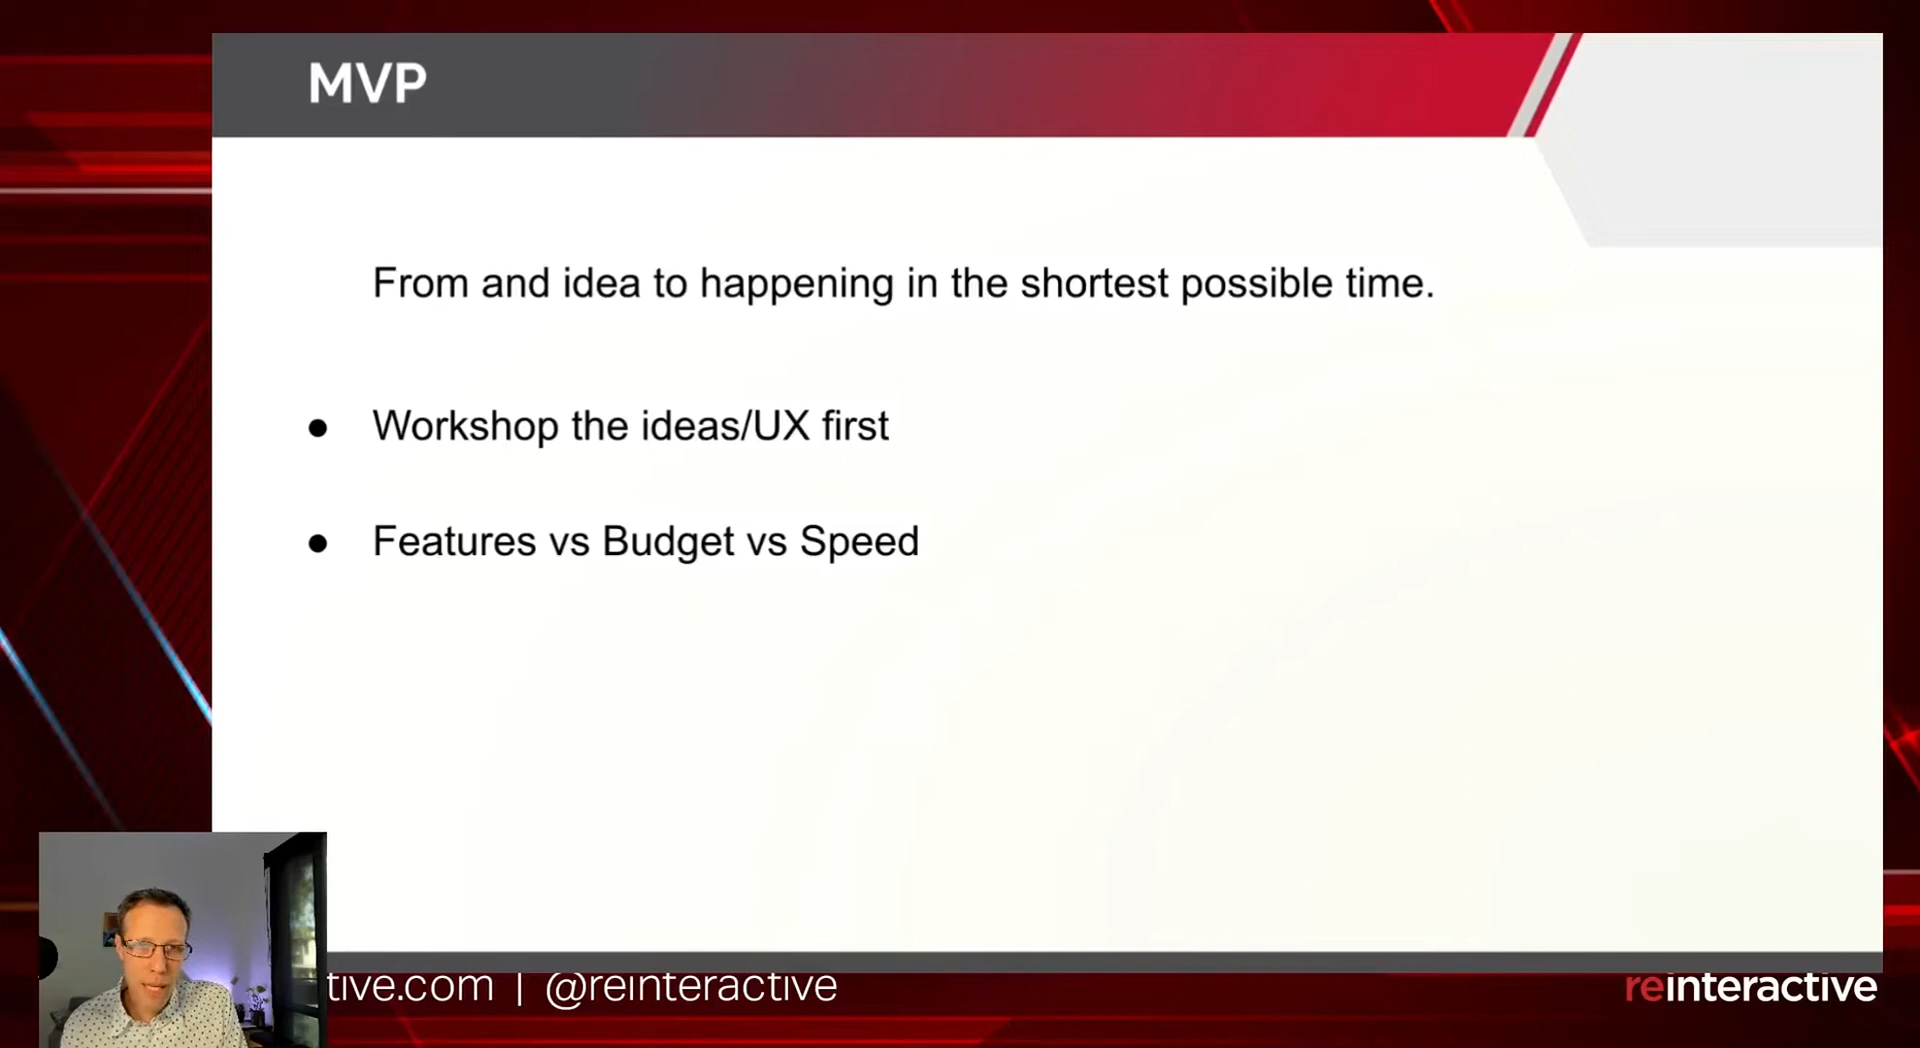 MVP
From and idea to happening in the shortest possible time.
● Workshop the ideas/UX first
● Features vs Budget vs Speed
tive.com | @reinteractive
reinteractive